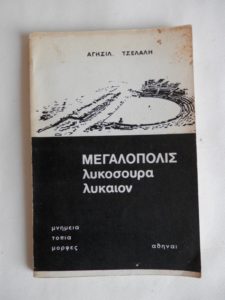 ΑΓΗΣΙΛ. ΤΣΕΛΑΛΗ
ΜΕΓΑΛΟΠΟΛΙΣ
λυκοσουρα
λυκαιον
μνημεια
τοπια
μορφες
αθηναι